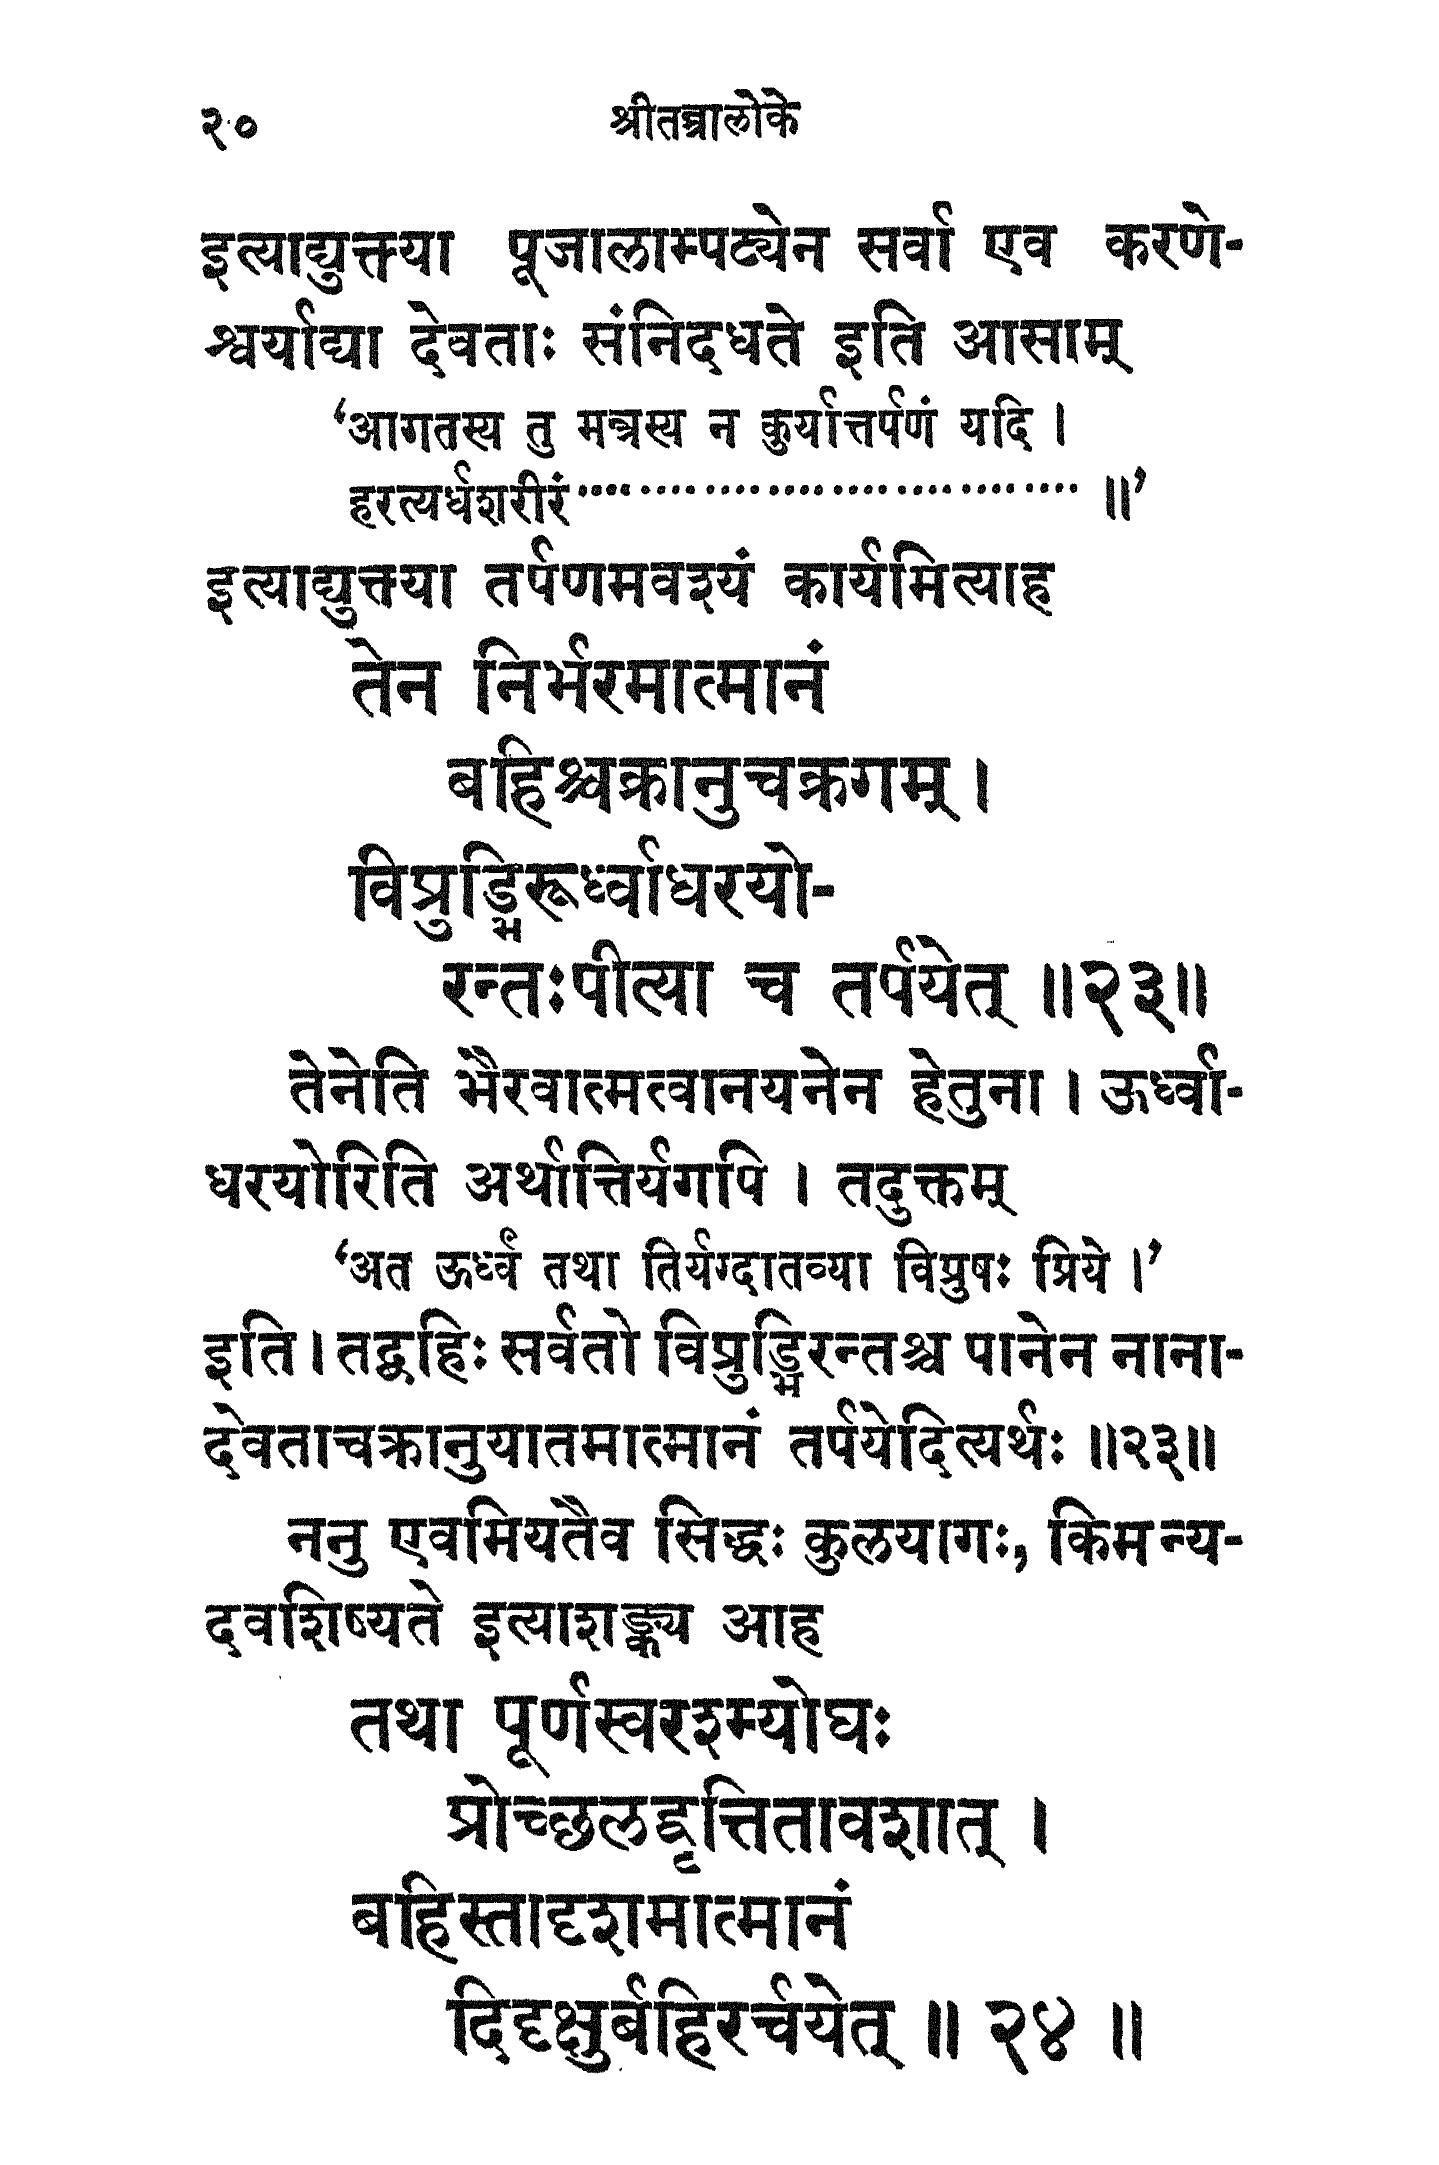 २० श्रीतन्त्रालोके
इत्याद्युक्त्या पूजालाम्पट्येन सर्वा एव करणे-
श्वर्याद्या देवताः संनिदधते इति आसाम्
‘आगतस्य तु मन्त्रस्य न कुर्यात्तर्पणं यदि ।
हरत्यर्धशरीरं································ ॥’
इत्याद्युक्त्या तर्पणमवश्यं कार्यमित्याह
तेन निर्भरमात्मानं
बहिश्चक्रानुचक्रगम् ।
विप्रुड्भिरूर्ध्वाधरयो-
रन्तःपीत्या च तर्पयेत् ॥२३॥
तेनेति भैरवात्मत्वानयनेन हेतुना । ऊर्ध्वा-
धरयोरिति अर्थात्तिर्यगपि । तदुक्तम्
‘अत ऊर्ध्वं तथा तिर्यग्दातव्या विप्रुषः प्रिये ।’
इति । तद्बहिः सर्वतो विप्रुड्भिरन्तश्च पानेन नाना-
देवताचक्रानुयातमात्मानं तर्पयेदित्यर्थः ॥२३॥
ननु एवमियतैव सिद्धः कुलयागः, किमन्य-
दवशिष्यते इत्याशङ्क्य आह
तथा पूर्णस्वरश्म्योघः
प्रोच्छलद्वृत्तितावशात् ।
बहिस्तादृशमात्मानं
दिदृक्षुर्बहिरर्चयेत् ॥ २४ ॥